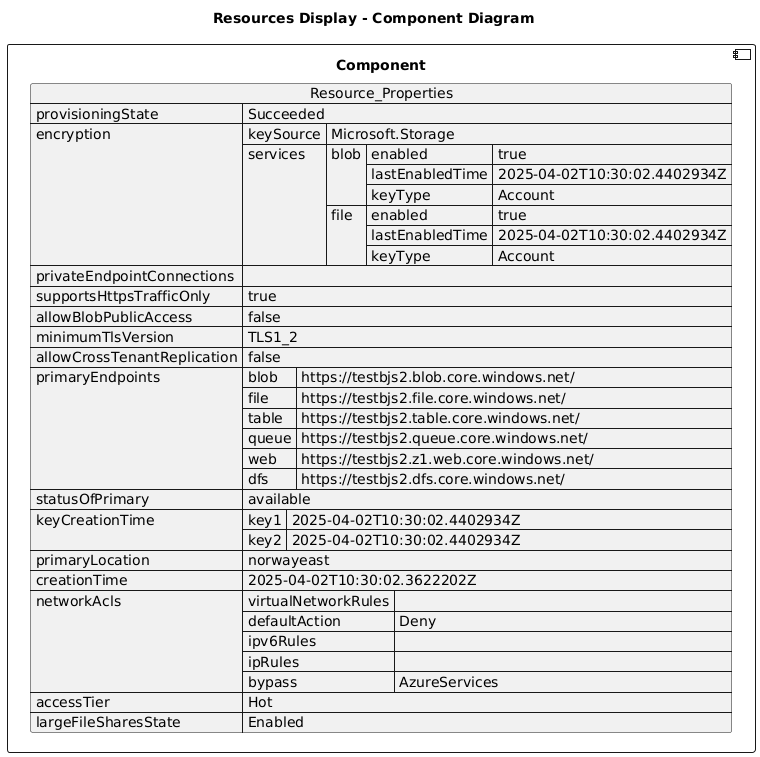 Resources Display - Component Diagram
Component
Resource_Properties
provisioningState Succeeded
encryption keySource Microsoft.Storage
services blob enabled true
lastEnabledTime 2025-04-02T10:30:02.4402934Z
keyType Account
file enabled true
lastEnabledTime 2025-04-02T10:30:02.4402934Z
keyType Account
privateEndpointConnections
supportsHttpsTrafficOnly true
allowBlobPublicAccess false
minimumTlsVersion TLS1_2
allowCrossTenantReplication false
primaryEndpoints blob https://testbjs2.blob.core.windows.net/
file https://testbjs2.file.core.windows.net/
table https://testbjs2.table.core.windows.net/
queue https://testbjs2.queue.core.windows.net/
web https://testbjs2.z1.web.core.windows.net/
dfs https://testbjs2.dfs.core.windows.net/
statusOfPrimary available
keyCreationTime key1 2025-04-02T10:30:02.4402934Z
key2 2025-04-02T10:30:02.4402934Z
primaryLocation norwayeast
creationTime 2025-04-02T10:30:02.3622202Z
networkAcls virtualNetworkRules
defaultAction Deny
ipv6Rules
ipRules
bypass AzureServices
accessTier Hot
largeFileSharesState Enabled